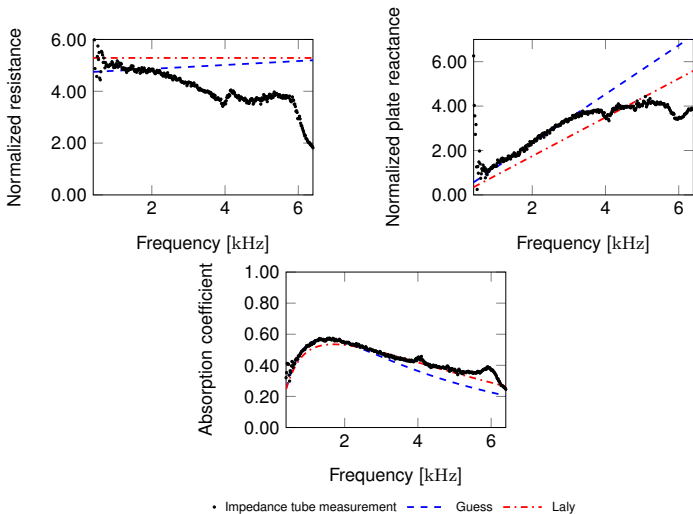 6.00
4.00
2.00
0.00
Normalized resistance
2 4 6
Frequency [kHz]
6.00
4.00
2.00
0.00
Normalized plate reactance
2 4 6
Frequency [kHz]
1.00
0.80
0.60
0.40
0.20
0.00
Absorption coefficient
2 4 6
Frequency [kHz]
Impedance tube measurement Guess Laly